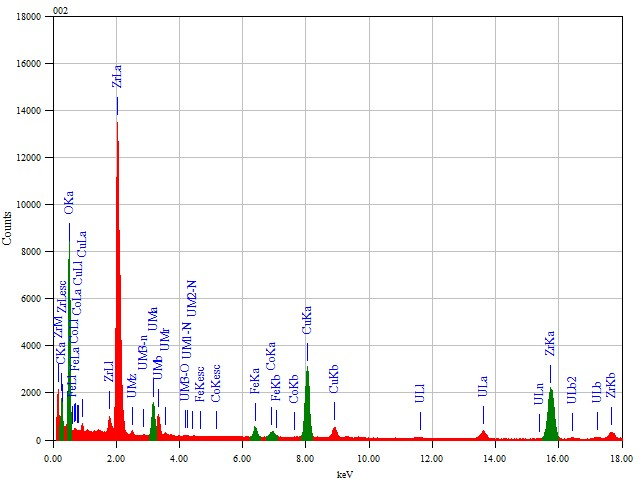 18000
16000
14000
12000
10000
8000
6000
4000
2000
0
Counts
002
CKa
ZrM
ZrLesc
OKa
FeLl
FeLa
CoLl
CoLa
CuLl
CuLa
ZrLl
ZrLa
UMz
UM3-n
UMa
UMb
UMr
UM3-O
UM1-N
UM2-N
FeKesc
CoKesc
FeKa
CoKa
FeKb
CoKb
CuKa
CuKb
ULl
ULa
ULn
ZrKa
ULb2
ULb
ZrKb
0.00 2.00 4.00 6.00 8.00 10.00 12.00 14.00 16.00 18.00
keV